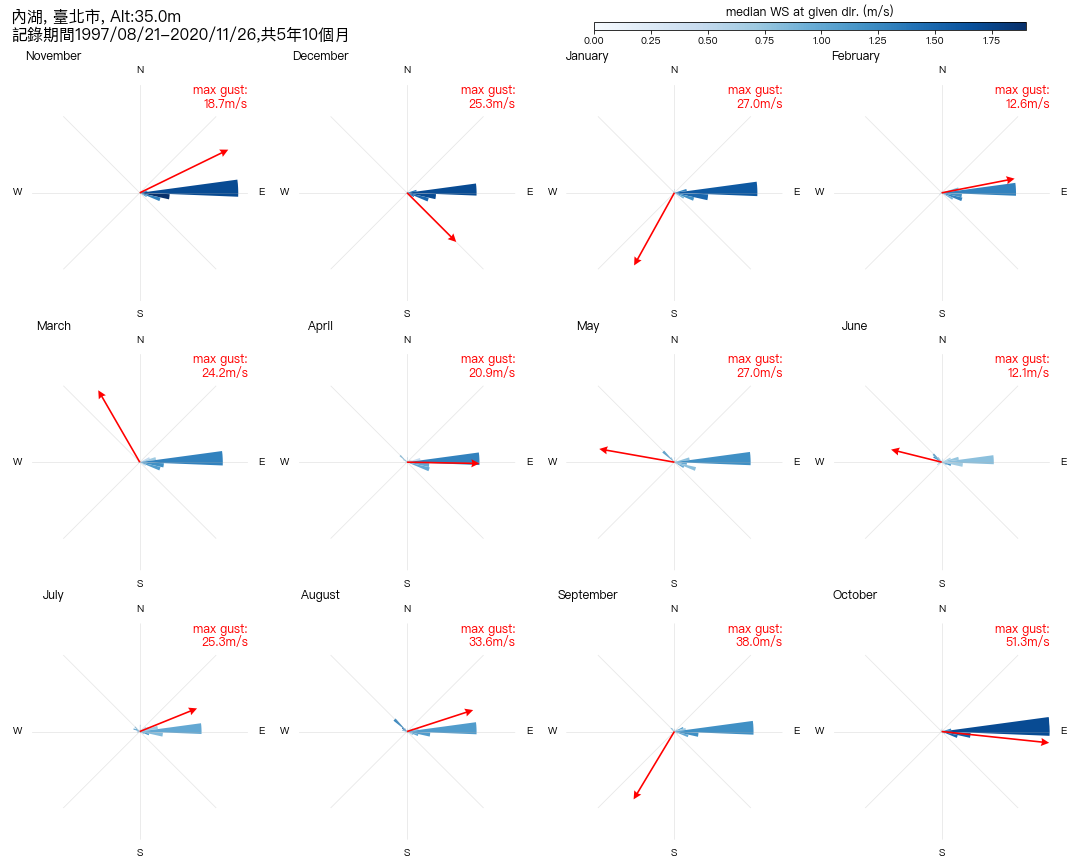 內湖, 臺北市, Alt:35.0m
記錄期間1997/08/21–2020/11/26,共5年10個月
median WS at given dir. (m/s)
0.00 0.25 0.50 0.75 1.00 1.25 1.50 1.75
November
N
max gust:
18.7m/s
W
E
S
December
N
max gust:
25.3m/s
W
E
S
January
N
max gust:
27.0m/s
W
E
S
February
N
max gust:
12.6m/s
W
E
S
March
N
max gust:
24.2m/s
W
E
S
April
N
max gust:
20.9m/s
W
E
S
May
N
max gust:
27.0m/s
W
E
S
June
N
max gust:
12.1m/s
W
E
S
July
N
max gust:
25.3m/s
W
E
S
August
N
max gust:
33.6m/s
W
E
S
September
N
max gust:
38.0m/s
W
E
S
October
N
max gust:
51.3m/s
W
E
S